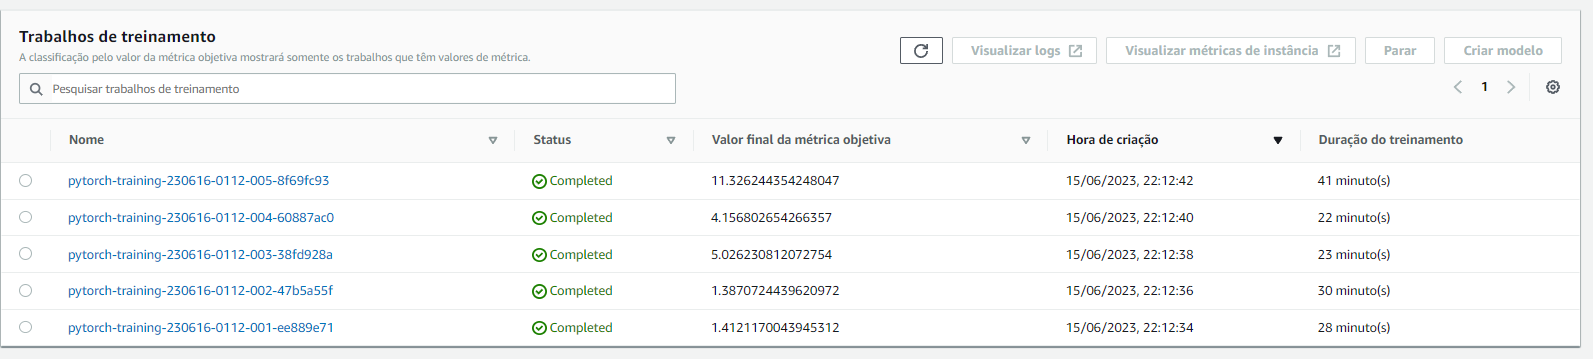 Trabalhos de treinamento
A classificação pelo valor da métrica objetiva mostrará somente os trabalhos que têm valores de métrica.
Visualizar logs Visualizar métricas de instância Parar Criar modelo
Pesquisar trabalhos de treinamento 1
Nome Status Valor final da métrica objetiva Hora de criação Duração do treinamento
pytorch-training-230616-0112-005-8f69fc93 Completed 11.326244354248047 15/06/2023, 22:12:42 41 minuto(s)
pytorch-training-230616-0112-004-60887ac0 Completed 4.156802654266357 15/06/2023, 22:12:40 22 minuto(s)
pytorch-training-230616-0112-003-38fd928a Completed 5.026230812072754 15/06/2023, 22:12:38 23 minuto(s)
pytorch-training-230616-0112-002-47b5a55f Completed 1.3870724439620972 15/06/2023, 22:12:36 30 minuto(s)
pytorch-training-230616-0112-001-ee889e71 Completed 1.4121170043945312 15/06/2023, 22:12:34 28 minuto(s)